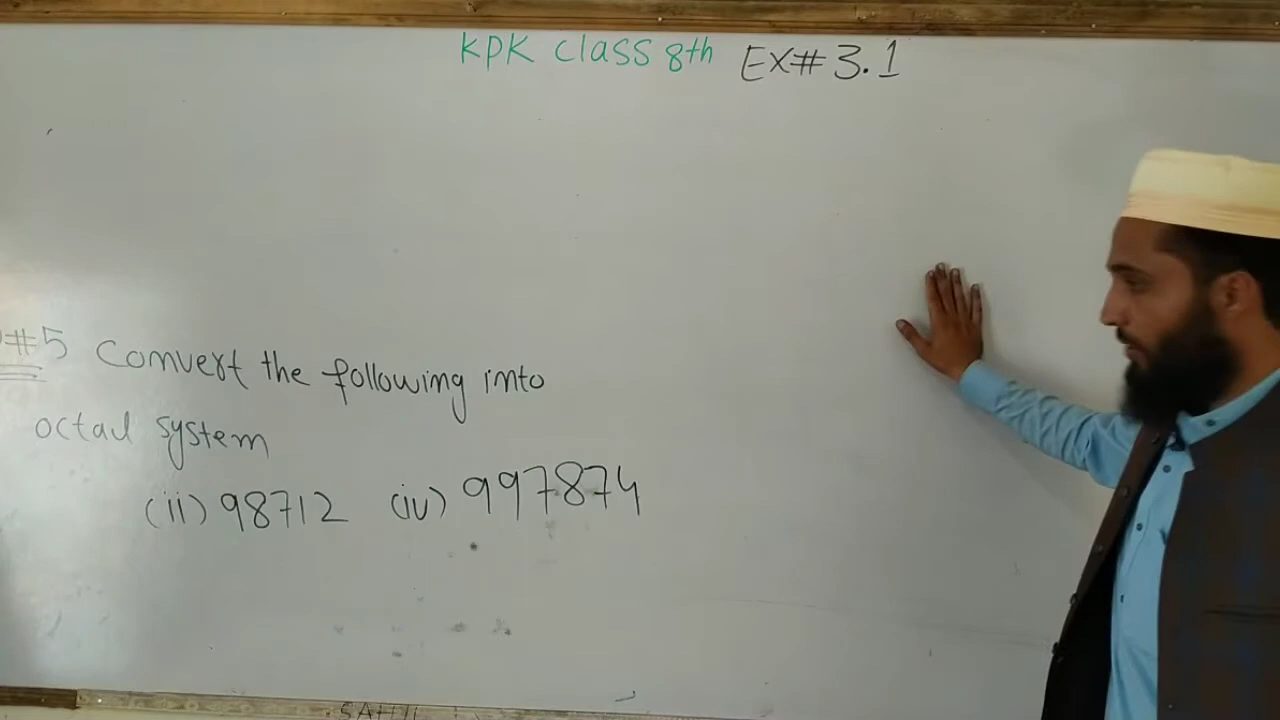 KPK Class 8th Ex# 3.1
#5 Convert the following into
octal system
(ii) 98712 (iv) 997874